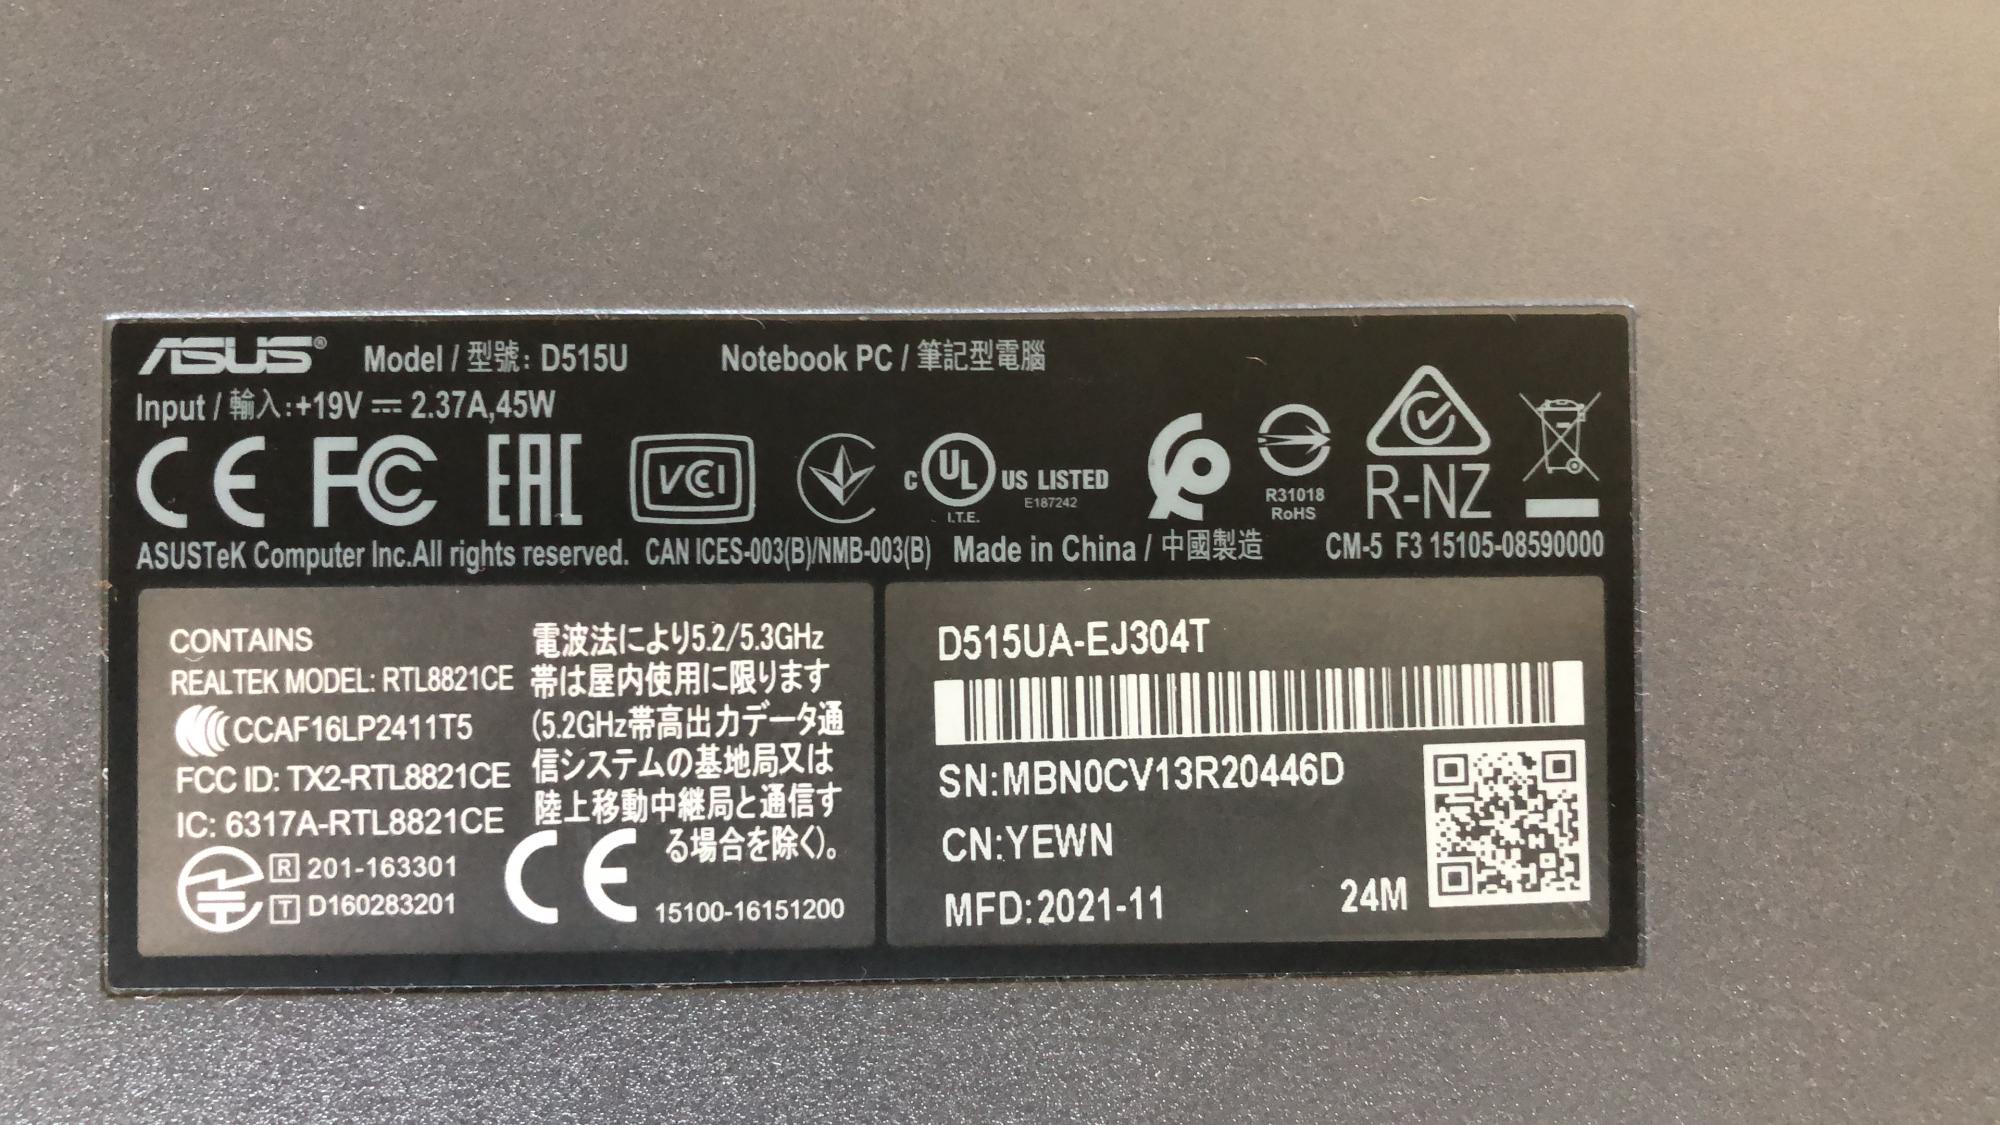 ASUS® Model / 型號: D515U Notebook PC / 筆記型電腦
Input / 輸入:+19V ⎓ 2.37A,45W
CE FC EAC VCI c UL US LISTED R-NZ
I.T.E. E187242 R31018
RoHS
ASUSTeK Computer Inc.All rights reserved. CAN ICES-003(B)/NMB-003(B) Made in China / 中國製造 CM-5 F3 15105-08590000
CONTAINS
REALTEK MODEL: RTL8821CE
CCAF16LP2411T5
FCC ID: TX2-RTL8821CE
IC: 6317A-RTL8821CE
R 201-163301
T D160283201
電波法により5.2/5.3GHz
帯は屋内使用に限ります
(5.2GHz帯高出力データ通
信システムの基地局又は
陸上移動中継局と通信す
る場合を除く)。
CE 15100-16151200
D515UA-EJ304T
SN:MBN0CV13R20446D
CN:YEWN
MFD:2021-11 24M